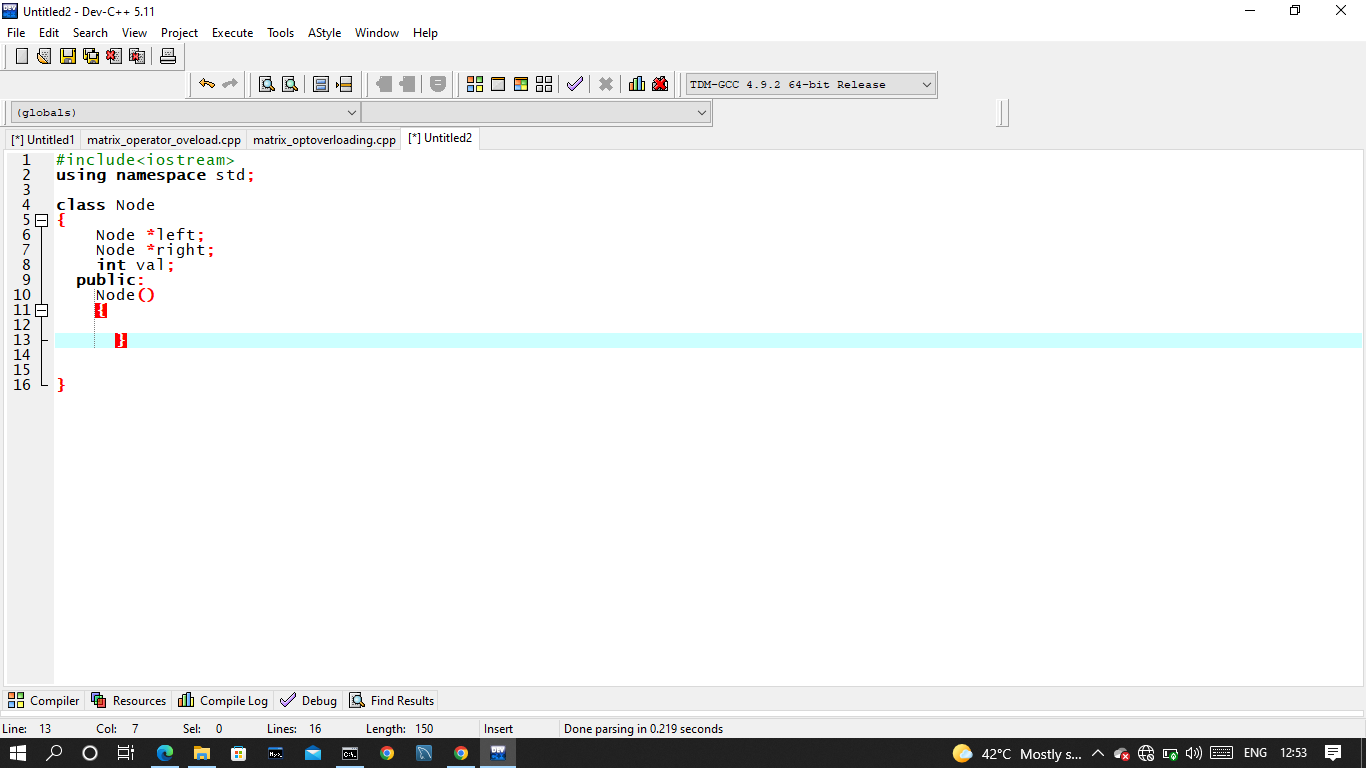 Untitled2 - Dev-C++ 5.11
File Edit Search View Project Execute Tools AStyle Window Help
TDM-GCC 4.9.2 64-bit Release
(globals)
[*] Untitled1 matrix_operator_oveload.cpp matrix_optoverloading.cpp [*] Untitled2
1 #include<iostream>
2 using namespace std;
3
4 class Node
5 {
6 Node *left;
7 Node *right;
8 int val;
9 public:
10 Node()
11 {
12
13 }
14
15
16 }
Compiler Resources Compile Log Debug Find Results
Line: 13 Col: 7 Sel: 0 Lines: 16 Length: 150 Insert Done parsing in 0.219 seconds
42°C Mostly s... ENG 12:53